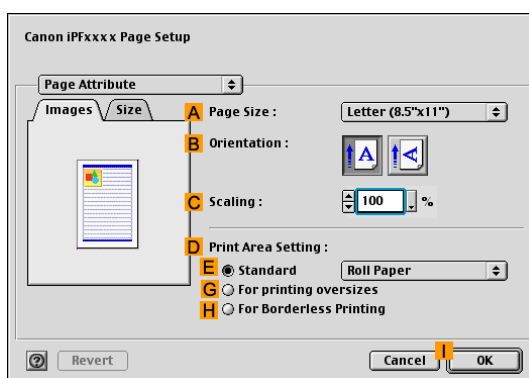 Canon iPFxxxx Page Setup
Page Attribute
Images Size
A Page Size : Letter (8.5"x11")
B Orientation :
A A
C Scaling : 100 %
D Print Area Setting :
E Standard Roll Paper
G For printing oversizes
H For Borderless Printing
? Revert Cancel I OK